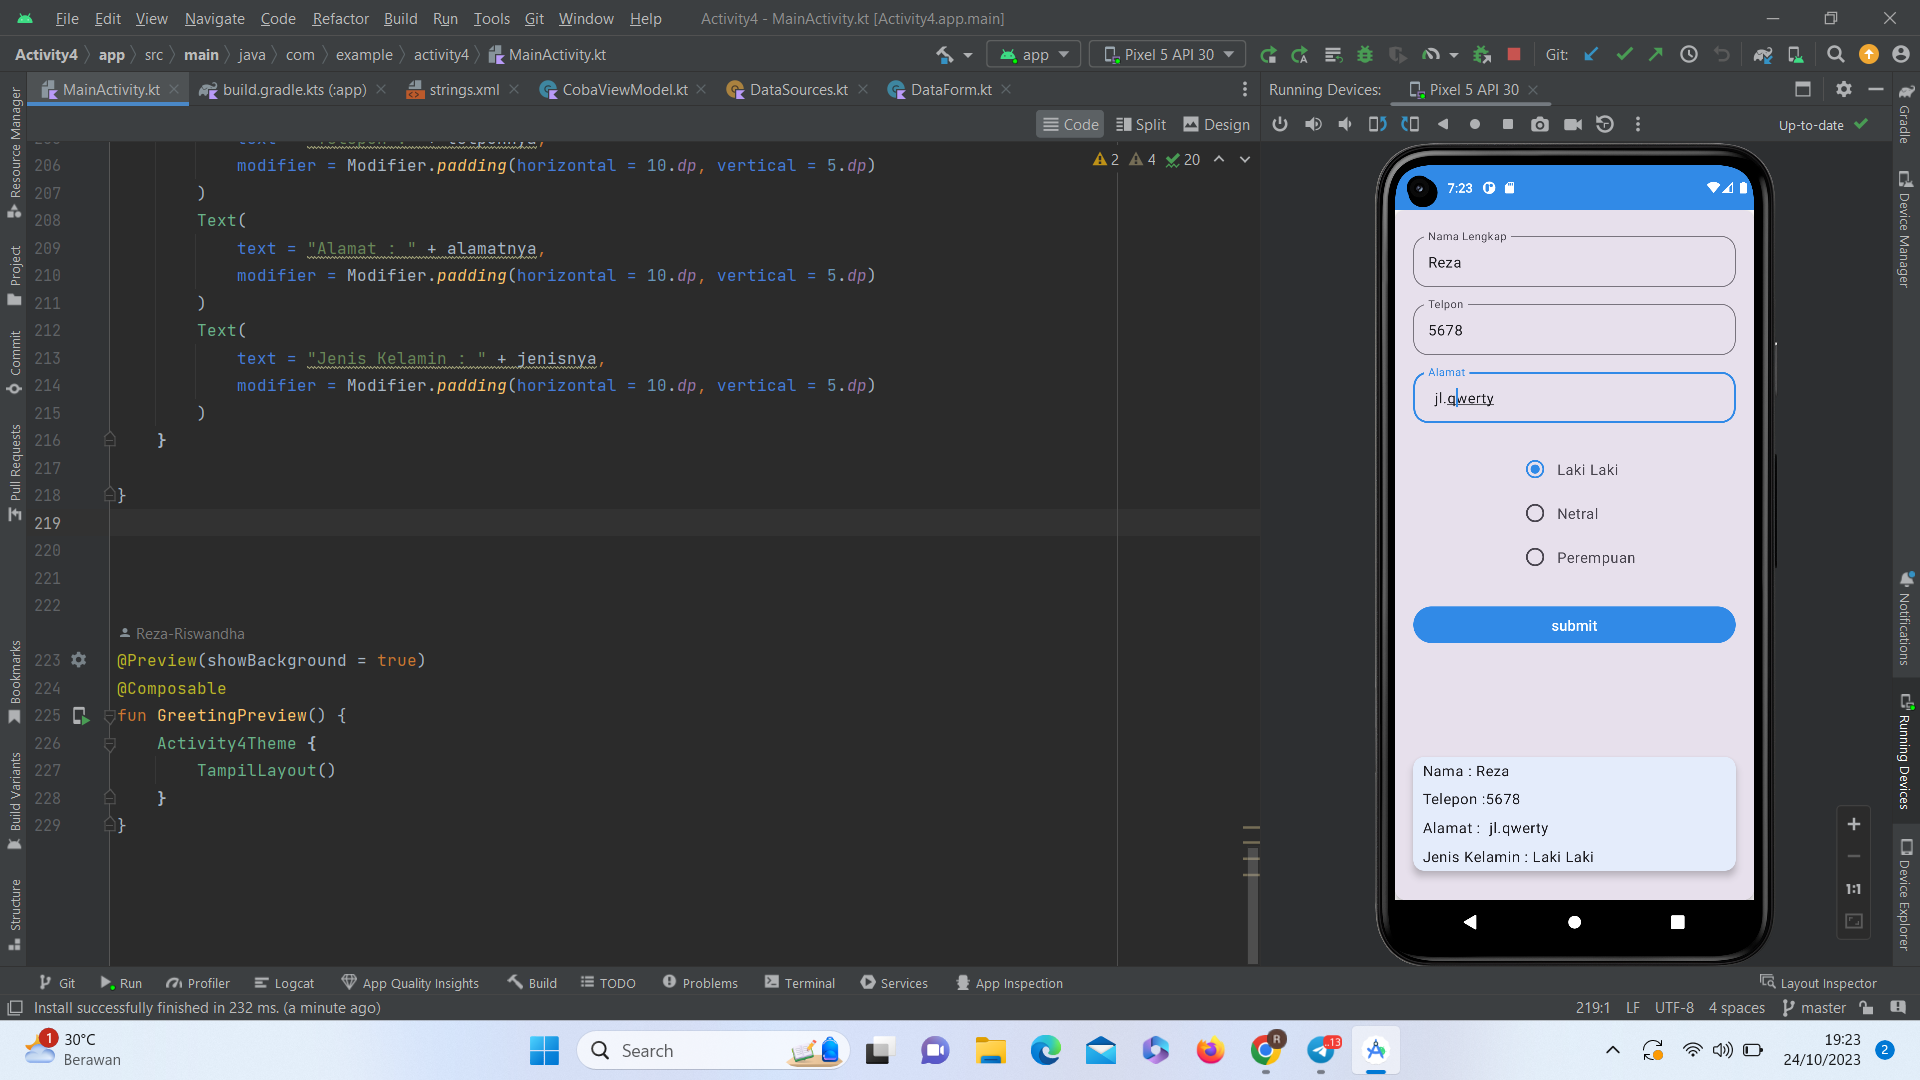 File Edit View Navigate Code Refactor Build Run Tools Git Window Help Activity4 - MainActivity.kt [Activity4.app.main]
Activity4 app src main java com example activity4 MainActivity.kt app Pixel 5 API 30 Git:
MainActivity.kt build.gradle.kts (:app) strings.xml CobaViewModel.kt DataSources.kt DataForm.kt Running Devices: Pixel 5 API 30
Code Split Design Up-to-date
2 4 20
206 modifier = Modifier.padding(horizontal = 10.dp, vertical = 5.dp)
207 )
208 Text(
209 text = "Alamat : " + alamatnya,
210 modifier = Modifier.padding(horizontal = 10.dp, vertical = 5.dp)
211 )
212 Text(
213 text = "Jenis Kelamin : " + jenisnya,
214 modifier = Modifier.padding(horizontal = 10.dp, vertical = 5.dp)
215 )
216 }
217
218 }
219
220
221
222
Reza-Riswandha
223 @Preview(showBackground = true)
224 @Composable
225 fun GreetingPreview() {
226 Activity4Theme {
227 TampilLayout()
228 }
229 }
Resource Manager
Project
Commit
Pull Requests
Bookmarks
Build Variants
Structure
7:23
Nama Lengkap
Reza
Telpon
5678
Alamat
jl.qwerty
Laki Laki
Netral
Perempuan
submit
Nama : Reza
Telepon :5678
Alamat :  jl.qwerty
Jenis Kelamin : Laki Laki
1:1
Gradle
Device Manager
Notifications
Running Devices
Device Explorer
Git Run Profiler Logcat App Quality Insights Build TODO Problems Terminal Services App Inspection Layout Inspector
Install successfully finished in 232 ms. (a minute ago) 219:1 LF UTF-8 4 spaces master
1 30°C
Berawan
Search
R
..13
19:23
24/10/2023
2